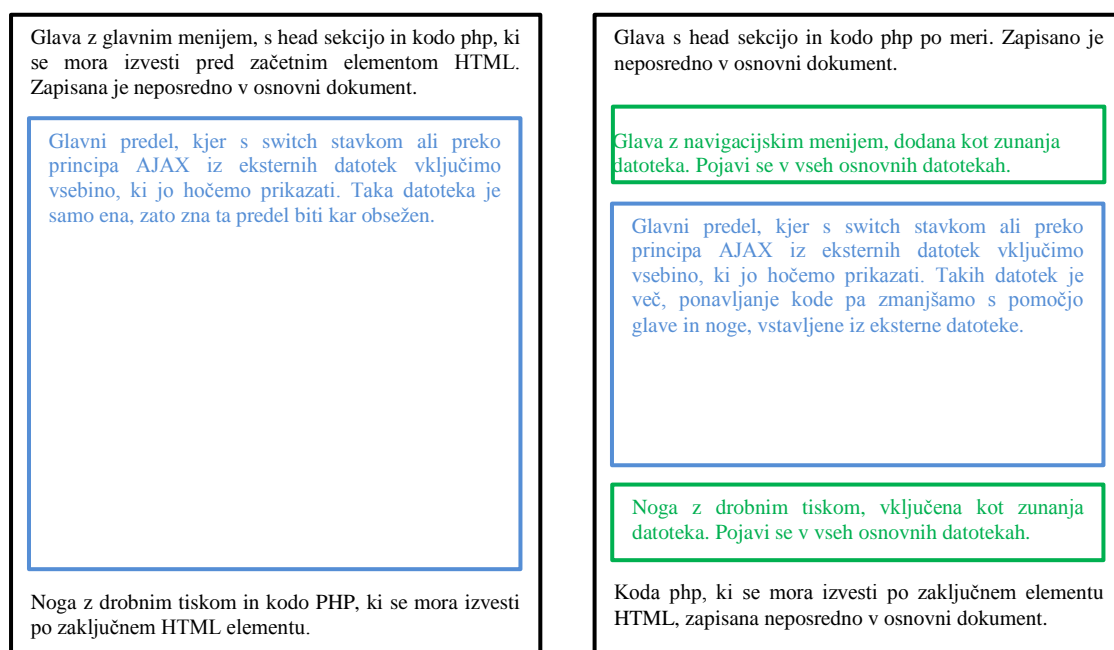 Glava z glavnim menijem, s head sekcijo in kodo php, ki
se mora izvesti pred začetnim elementom HTML.
Zapisana je neposredno v osnovni dokument.
Glavni predel, kjer s switch stavkom ali preko
principa AJAX iz eksternih datotek vključimo
vsebino, ki jo hočemo prikazati. Taka datoteka je
samo ena, zato zna ta predel biti kar obsežen.
Noga z drobnim tiskom in kodo PHP, ki se mora izvesti
po zaključnem HTML elementu.
Glava s head sekcijo in kodo php po meri. Zapisano je
neposredno v osnovni dokument.
Glava z navigacijskim menijem, dodana kot zunanja
datoteka. Pojavi se v vseh osnovnih datotekah.
Glavni predel, kjer s switch stavkom ali preko
principa AJAX iz eksternih datotek vključimo
vsebino, ki jo hočemo prikazati. Takih datotek je
več, ponavljanje kode pa zmanjšamo s pomočjo
glave in noge, vstavljene iz eksterne datoteke.
Noga z drobnim tiskom, vključena kot zunanja
datoteka. Pojavi se v vseh osnovnih datotekah.
Koda php, ki se mora izvesti po zaključnem elementu
HTML, zapisana neposredno v osnovni dokument.